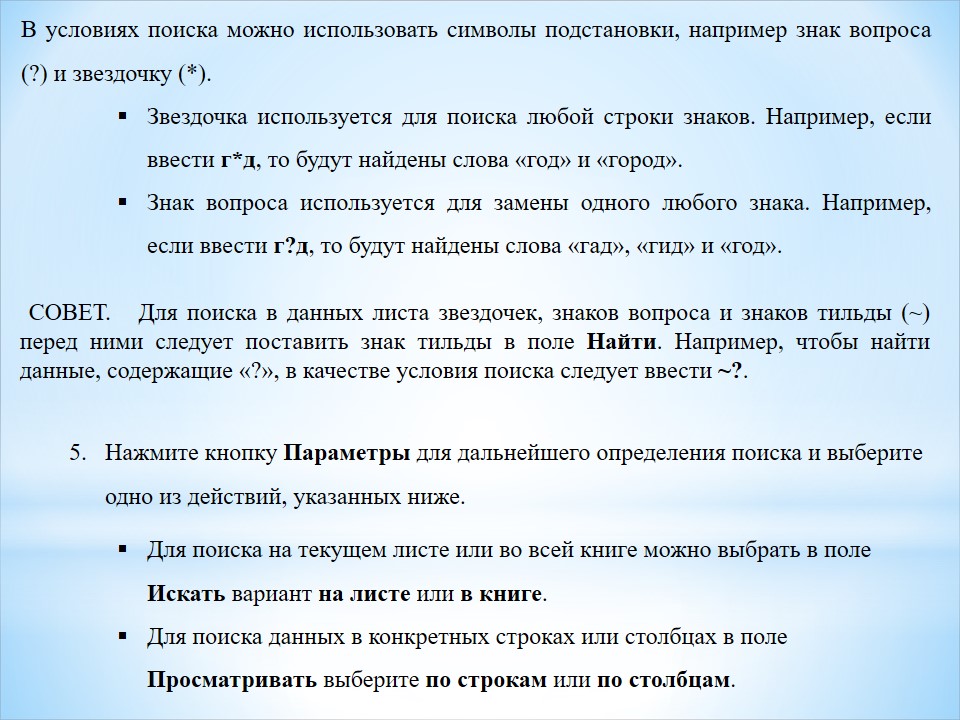 В условиях поиска можно использовать символы подстановки, например знак вопроса
(?) и звездочку (*).
▪ Звездочка используется для поиска любой строки знаков. Например, если
ввести г*д, то будут найдены слова «год» и «город».
▪ Знак вопроса используется для замены одного любого знака. Например,
если ввести г?д, то будут найдены слова «гад», «гид» и «год».
СОВЕТ. Для поиска в данных листа звездочек, знаков вопроса и знаков тильды (~)
перед ними следует поставить знак тильды в поле Найти. Например, чтобы найти
данные, содержащие «?», в качестве условия поиска следует ввести ~?.
5. Нажмите кнопку Параметры для дальнейшего определения поиска и выберите
одно из действий, указанных ниже.
▪ Для поиска на текущем листе или во всей книге можно выбрать в поле
Искать вариант на листе или в книге.
▪ Для поиска данных в конкретных строках или столбцах в поле
Просматривать выберите по строкам или по столбцам.